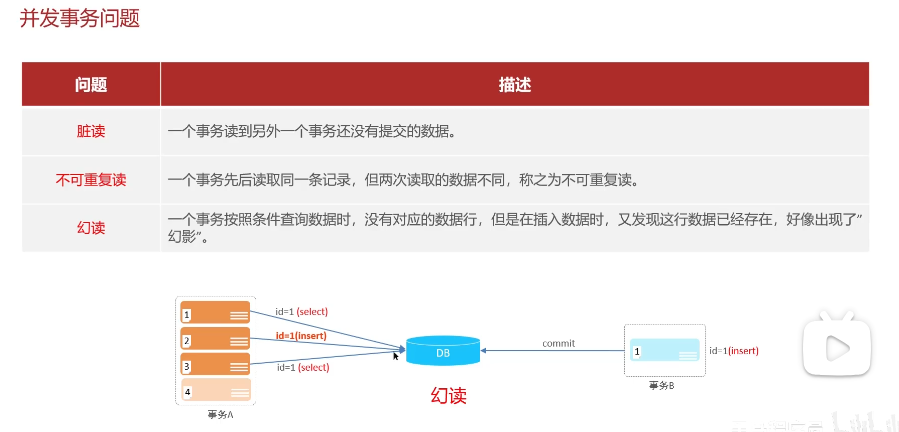 并发事务问题
问题 描述
脏读 一个事务读到另外一个事务还没有提交的数据。
不可重复读 一个事务先后读取同一条记录，但两次读取的数据不同，称之为不可重复读。
幻读 一个事务按照条件查询数据时，没有对应的数据行，但是在插入数据时，又发现这行数据已经存在，好像出现了”
幻影”。
1 id=1 (select)
2 id=1(insert)
3 id=1 (select)
4
事务A
DB
幻读
commit
1 id=1(insert)
事务B